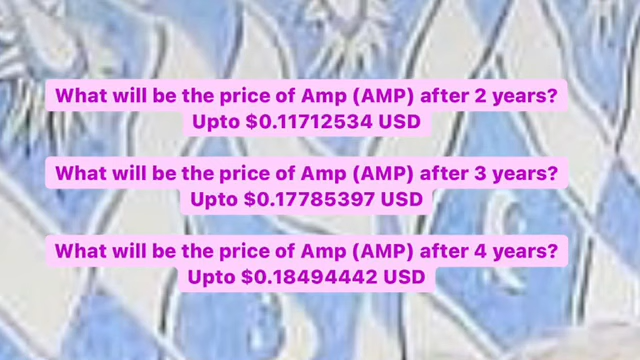 What will be the price of Amp (AMP) after 2 years?
Upto $0.11712534 USD
What will be the price of Amp (AMP) after 3 years?
Upto $0.17785397 USD
What will be the price of Amp (AMP) after 4 years?
Upto $0.18494442 USD